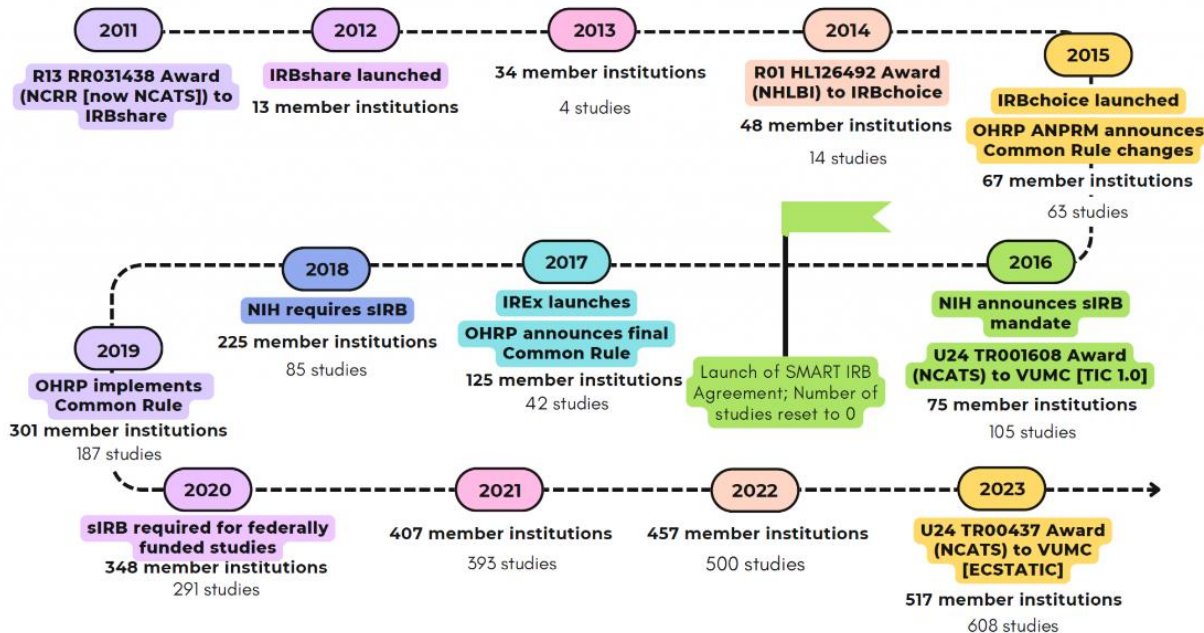 2011
R13 RR031438 Award
(NCRR [now NCATS]) to
IRBshare
2012
IRBshare launched
13 member institutions
2013
34 member institutions
4 studies
2014
R01 HL126492 Award
(NHLBI) to IRBchoice
48 member institutions
14 studies
2015
IRBchoice launched
OHRP ANPRM announces
Common Rule changes
67 member institutions
63 studies
2016
NIH announces sIRB
mandate
U24 TR001608 Award
(NCATS) to VUMC [TIC 1.0]
75 member institutions
105 studies
Launch of SMART IRB
Agreement; Number of
studies reset to 0
2017
IREx launches
OHRP announces final
Common Rule
125 member institutions
42 studies
2018
NIH requires sIRB
225 member institutions
85 studies
2019
OHRP implements
Common Rule
301 member institutions
187 studies
2020
sIRB required for federally
funded studies
348 member institutions
291 studies
2021
407 member institutions
393 studies
2022
457 member institutions
500 studies
2023
U24 TR00437 Award
(NCATS) to VUMC
[ECSTATIC]
517 member institutions
608 studies